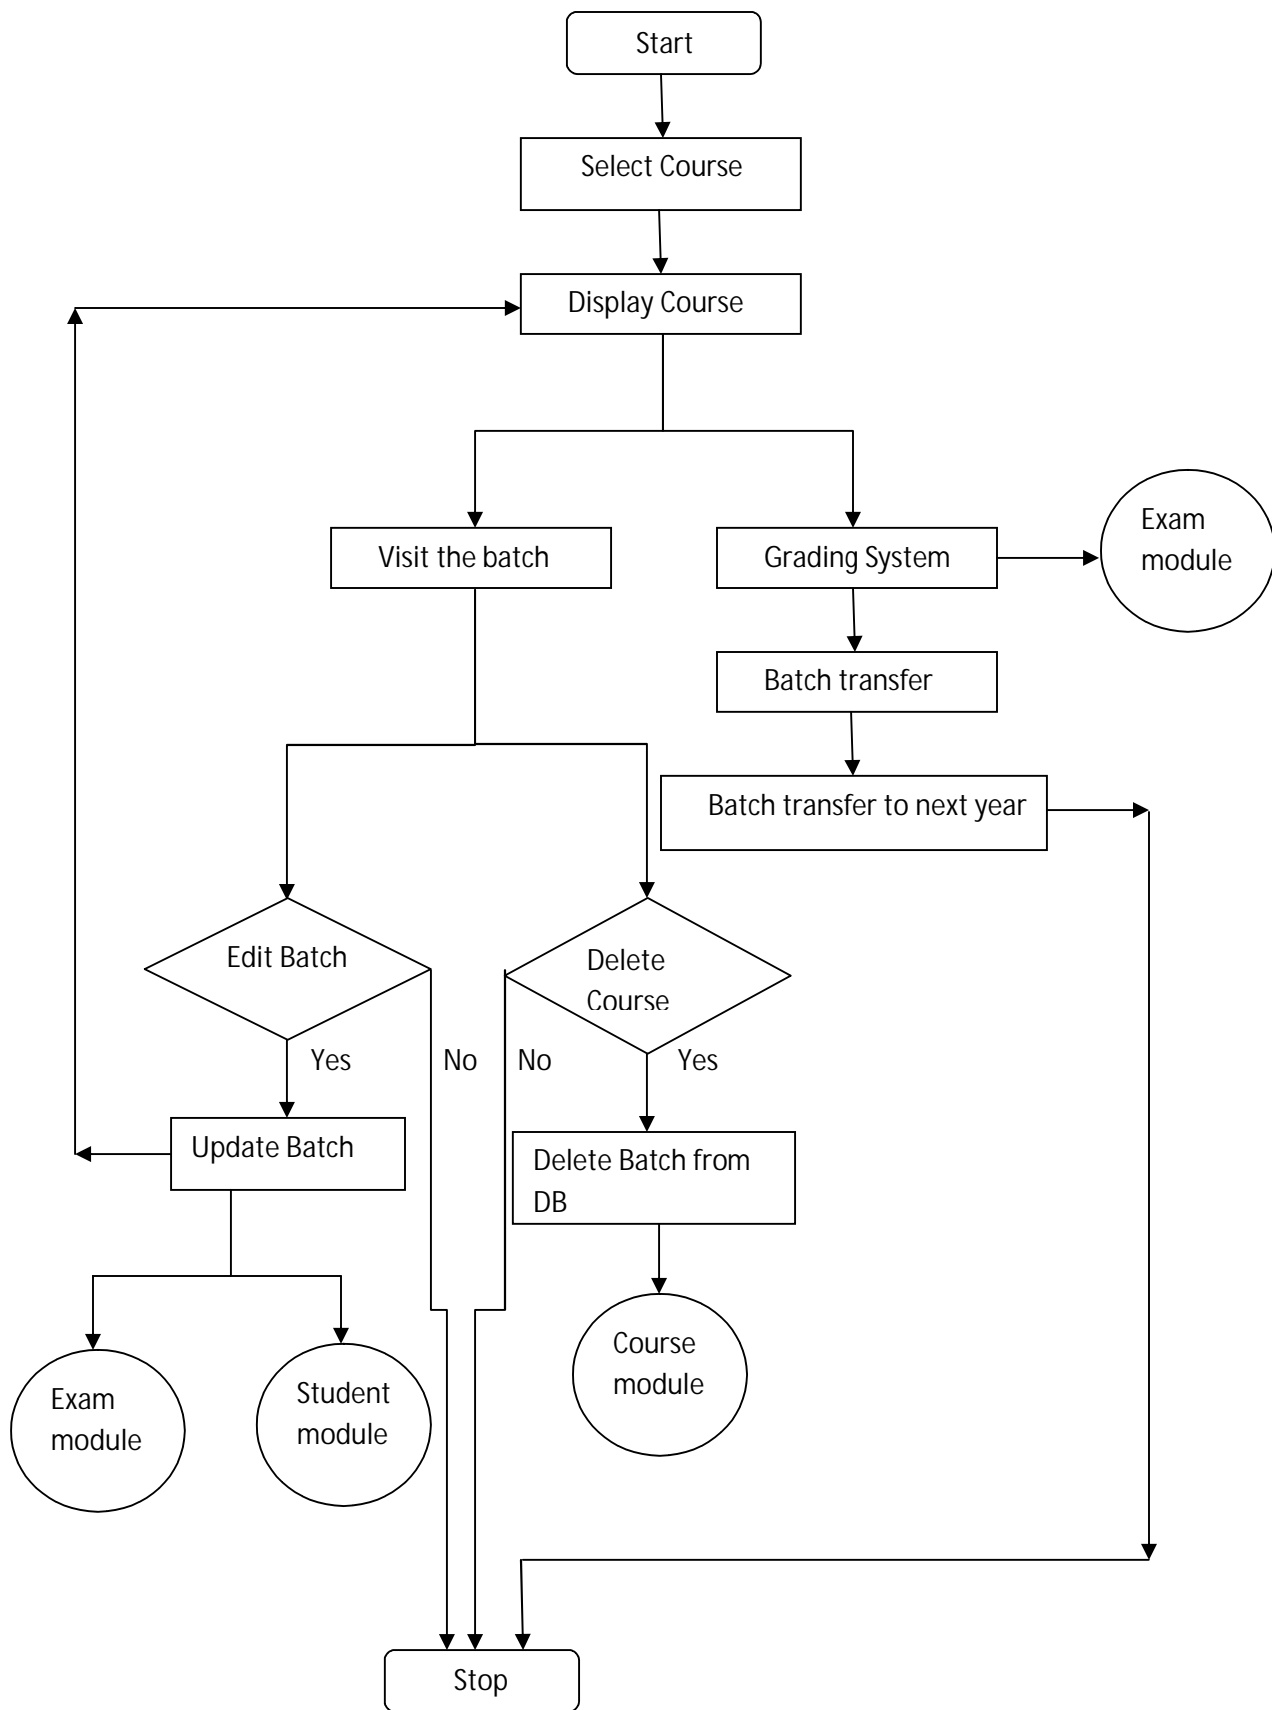 Start
Select Course
Display Course
Visit the batch
Grading System
Exam
module
Batch transfer
Batch transfer to next year
Edit Batch
Delete
Course
Yes
No
No
Yes
Update Batch
Delete Batch from
DB
Exam
module
Student
module
Course
module
Stop